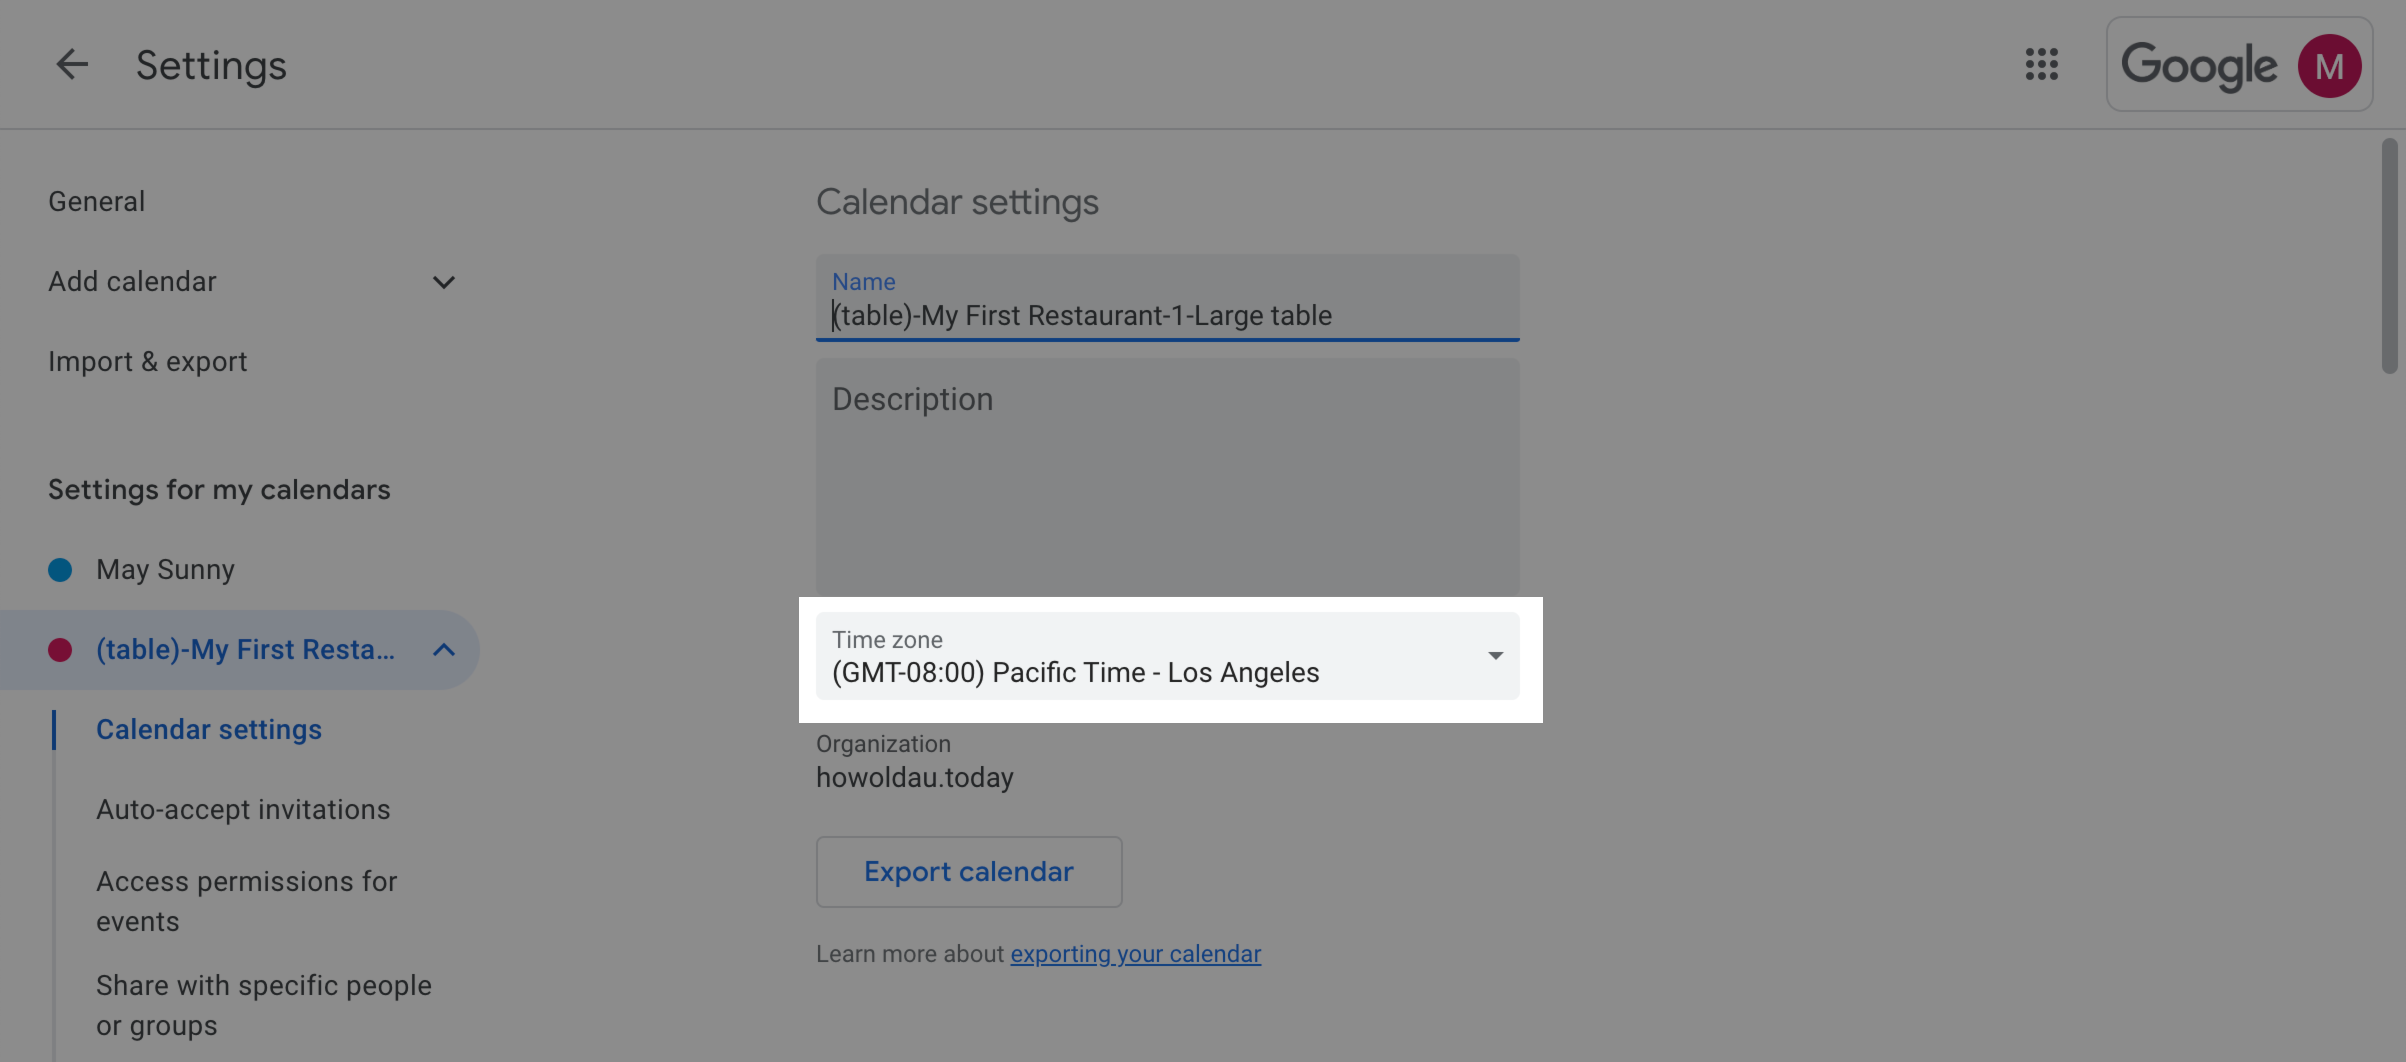 Settings
Google
M
General
Add calendar
Import & export
Settings for my calendars
May Sunny
(table)-My First Resta...
Calendar settings
Auto-accept invitations
Access permissions for
events
Share with specific people
or groups
Calendar settings
Name
(table)-My First Restaurant-1-Large table
Description
Time zone
(GMT-08:00) Pacific Time - Los Angeles
Organization
howoldau.today
Export calendar
Learn more about exporting your calendar